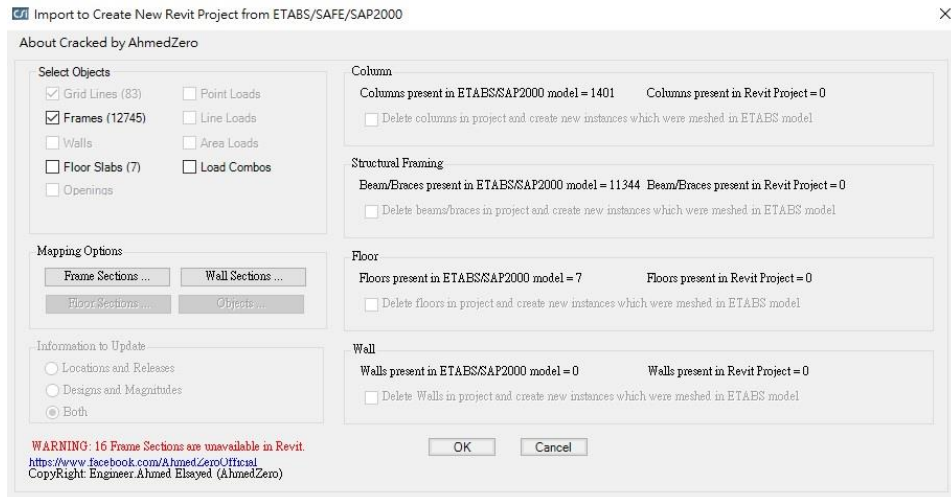 CSI Import to Create New Revit Project from ETABS/SAFE/SAP2000
About Cracked by AhmedZero
Select Objects
Grid Lines (83)
Point Loads
Frames (12745)
Line Loads
Walls
Area Loads
Floor Slabs (7)
Load Combos
Openings
Mapping Options
Frame Sections ...
Wall Sections ...
Floor Sections ...
Objects ...
Information to Update
Locations and Releases
Designs and Magnitudes
Both
WARNING: 16 Frame Sections are unavailable in Revit.
https://www.facebook.com/AhmedZeroOfficial
CopyRight: Engineer.Ahmed Elsayed (AhmedZero)
Column
Columns present in ETABS/SAP2000 model = 1401 Columns present in Revit Project = 0
Delete columns in project and create new instances which were meshed in ETABS model
Structural Framing
Beam/Braces present in ETABS/SAP2000 model = 11344 Beam/Braces present in Revit Project = 0
Delete beams/braces in project and create new instances which were meshed in ETABS model
Floor
Floors present in ETABS/SAP2000 model = 7 Floors present in Revit Project = 0
Delete floors in project and create new instances which were meshed in ETABS model
Wall
Walls present in ETABS/SAP2000 model = 0 Walls present in Revit Project = 0
Delete Walls in project and create new instances which were meshed in ETABS model
OK
Cancel